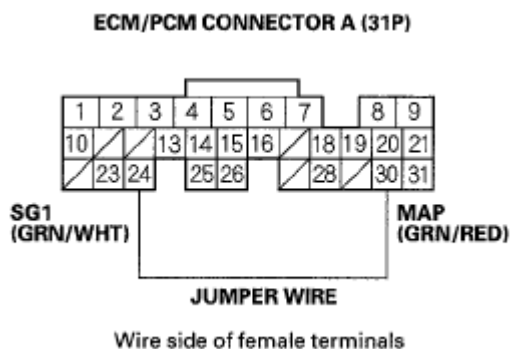 ECM/PCM CONNECTOR A (31P)
1 2 3 4 5 6 7 8 9
10 13 14 15 16 18 19 20 21
23 24 25 26 28 30 31
SG1
(GRN/WHT)
MAP
(GRN/RED)
JUMPER WIRE
Wire side of female terminals